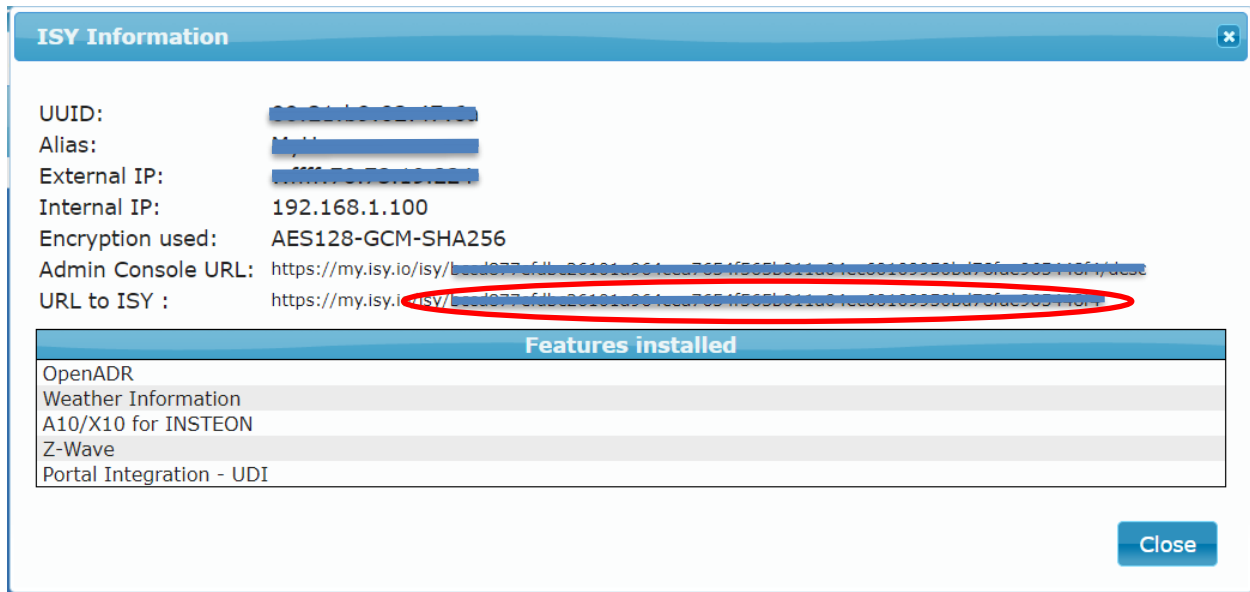 ISY Information
UUID:
Alias:
External IP:
Internal IP: 192.168.1.100
Encryption used: AES128-GCM-SHA256
Admin Console URL: https://my.isy.io/isy/
URL to ISY : https://my.isy.io/isy/
Features installed
OpenADR
Weather Information
A10/X10 for INSTEON
Z-Wave
Portal Integration - UDI
Close